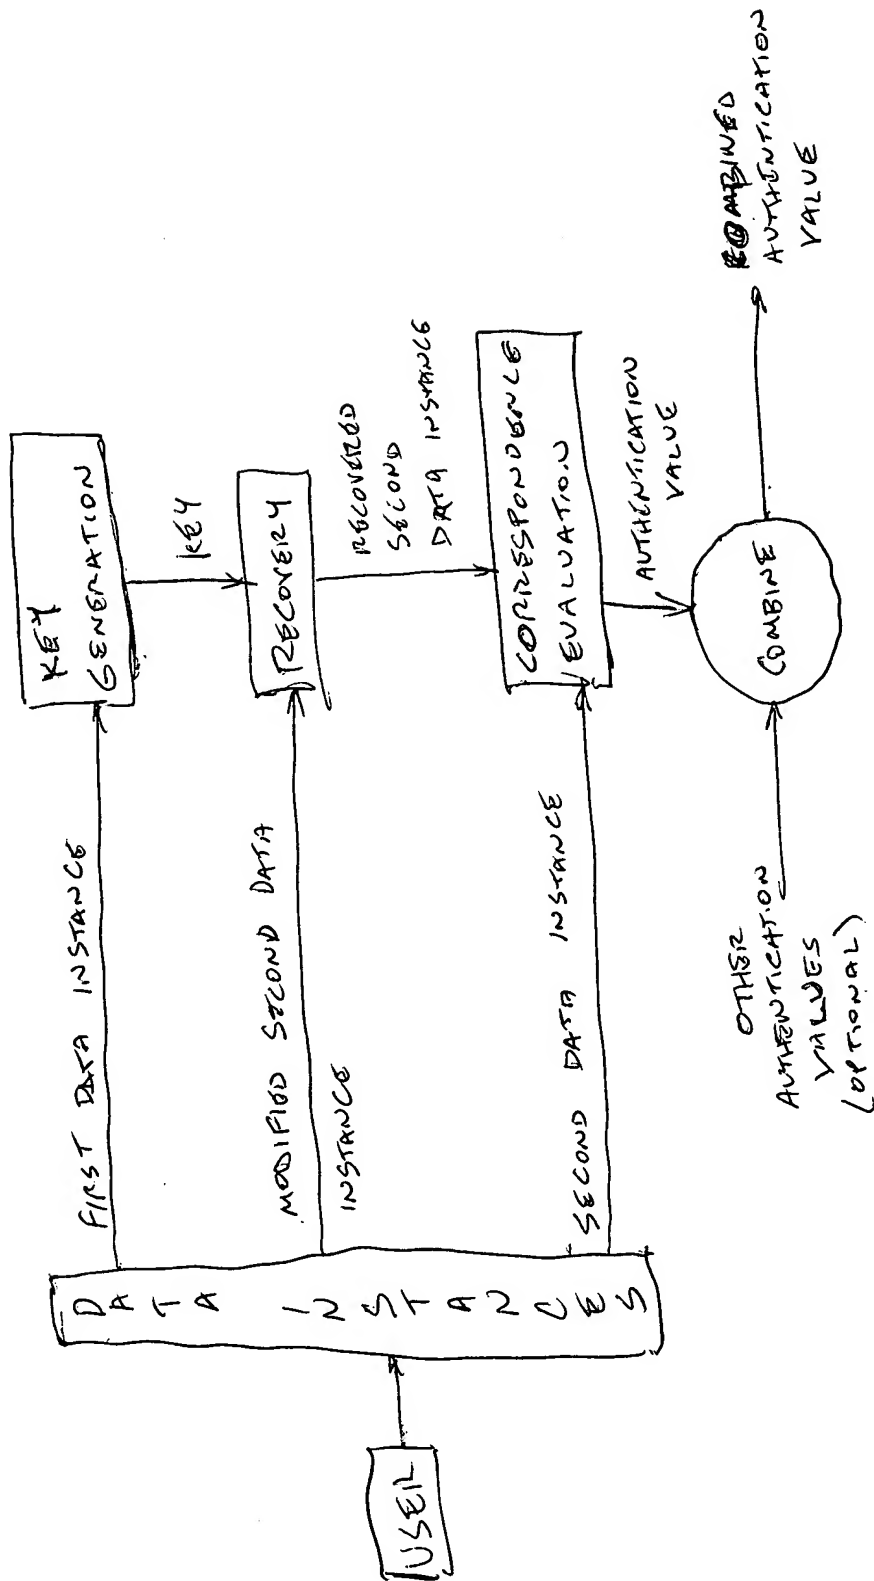 USER
DATA INSTANCES
FIRST DATA INSTANCE
MODIFIED SECOND DATA
INSTANCE
SECOND DATA INSTANCE
KEY
GENERATION
KEY
RECOVERY
RECOVERED
SECOND
DATA INSTANCE
CORRESPONDENCE
EVALUATION
AUTHENTICATION
VALUE
OTHER
AUTHENTICATION
VALUES
(OPTIONAL)
COMBINE
COMBINED
AUTHENTICATION
VALUE